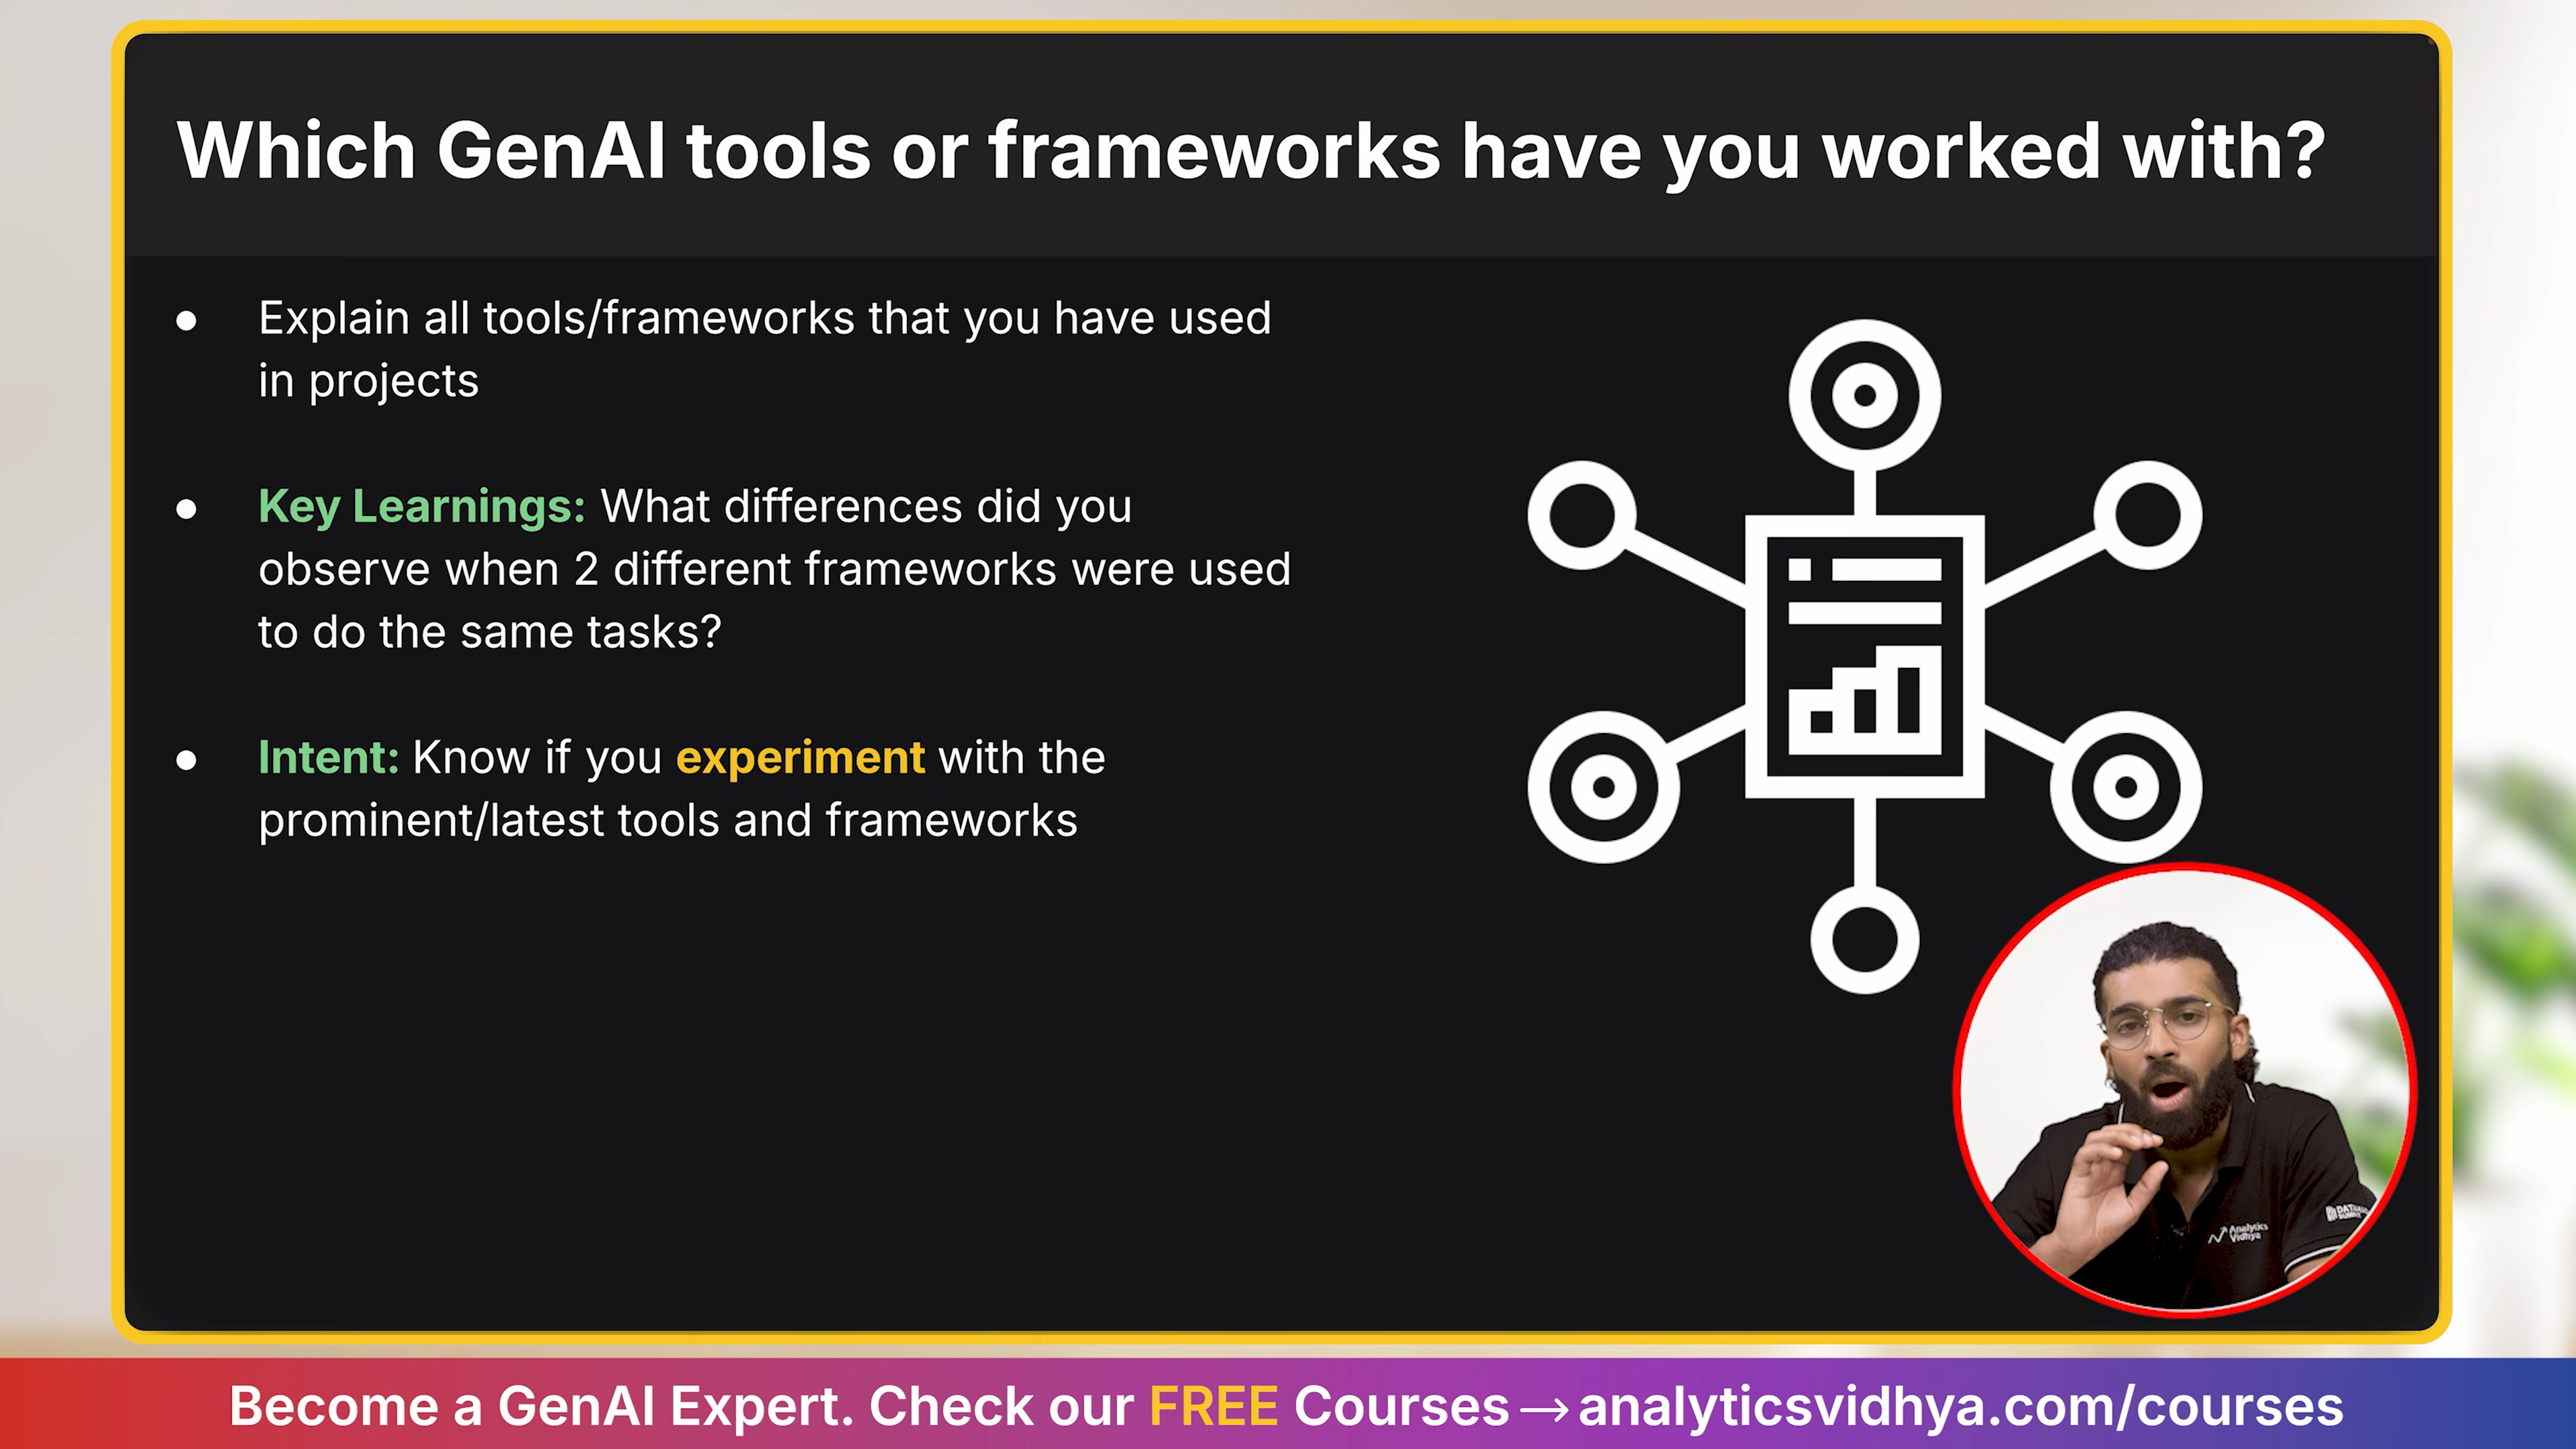 Which GenAI tools or frameworks have you worked with?
● Explain all tools/frameworks that you have used
in projects
● Key Learnings: What differences did you
observe when 2 different frameworks were used
to do the same tasks?
● Intent: Know if you experiment with the
prominent/latest tools and frameworks
Analytics
Vidhya
Become a GenAI Expert. Check our FREE Courses → analyticsvidhya.com/courses